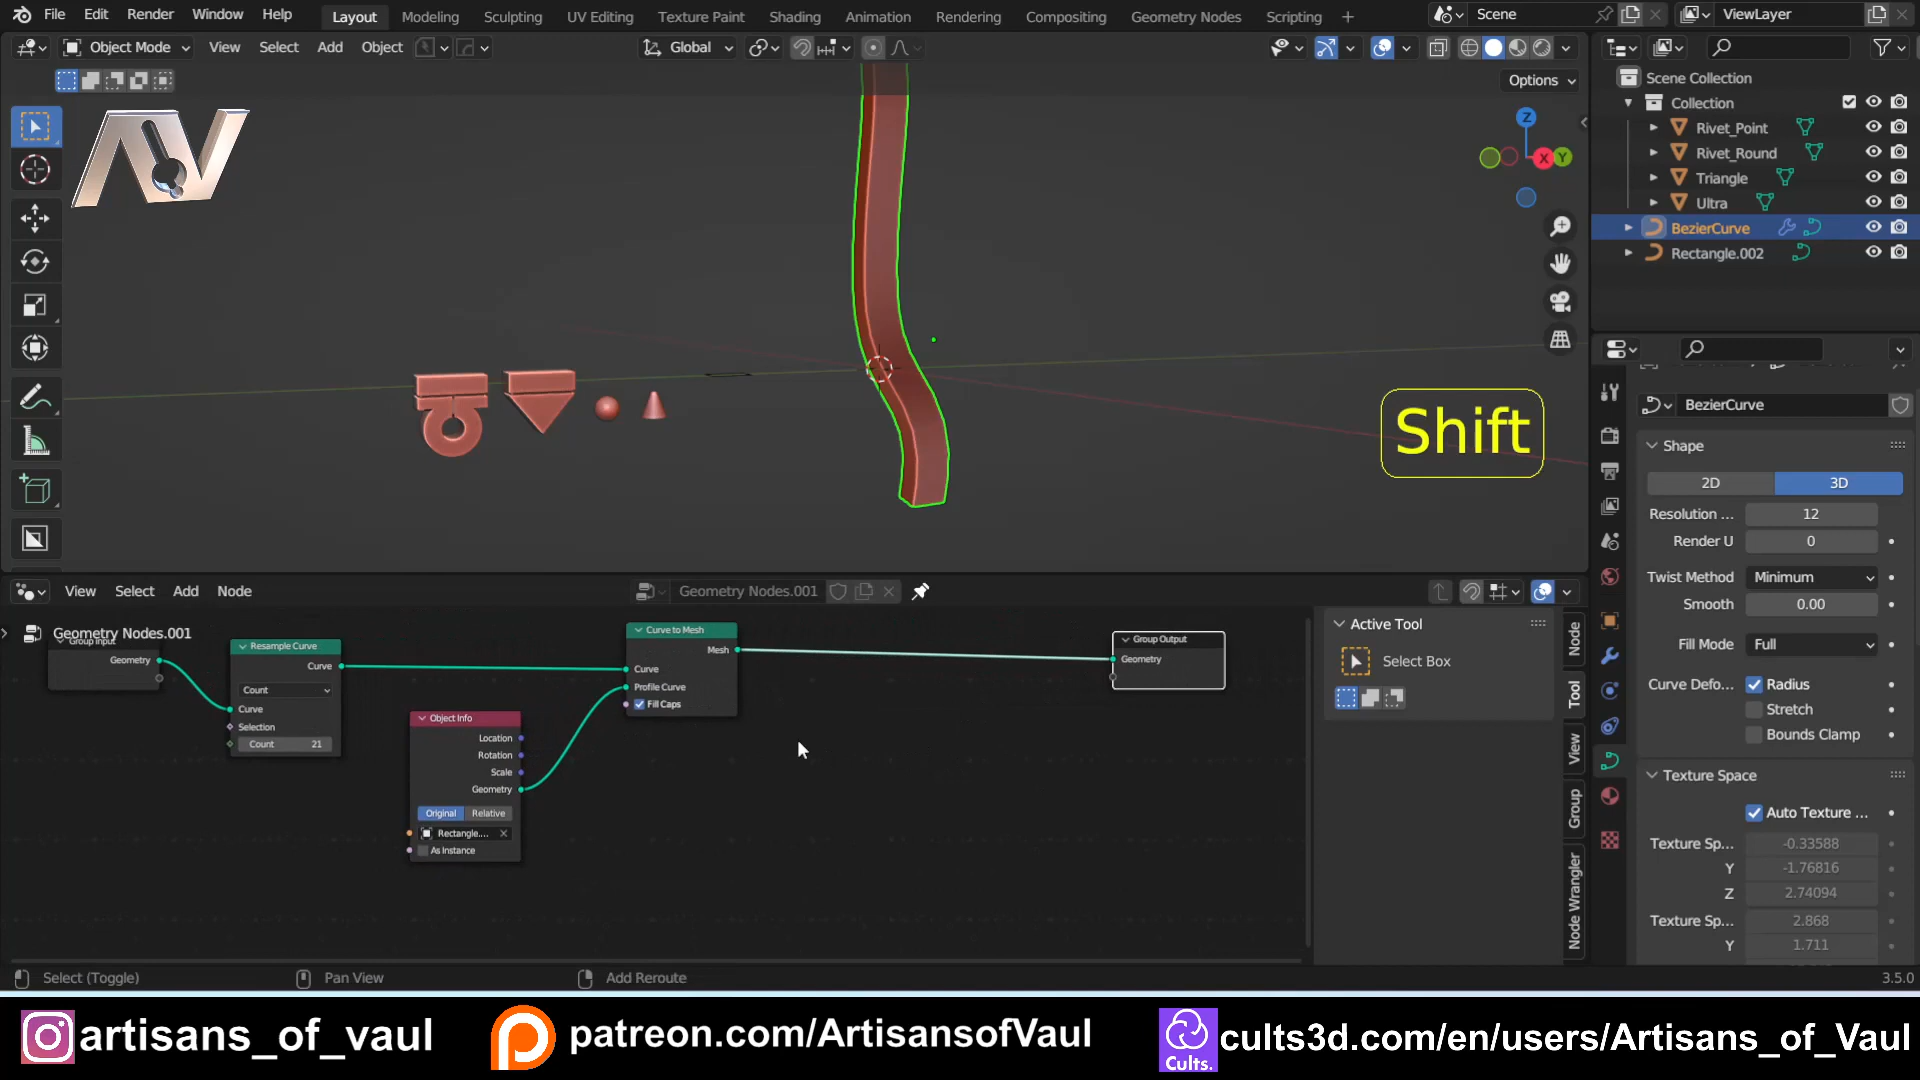 File Edit Render Window Help Layout Modeling Sculpting UV Editing Texture Paint Shading Animation Rendering Compositing Geometry Nodes Scripting + Scene ViewLayer
Object Mode View Select Add Object Global
Options
Scene Collection
Collection
Rivet_Point
Rivet_Round
Triangle
Ultra
BezierCurve
Rectangle.002
Z
X
Y
AV
Shift
BezierCurve
Shape
2D 3D
Resolution ... 12
Render U 0
Twist Method Minimum
Smooth 0.00
Fill Mode Full
Curve Defo... Radius
Stretch
Bounds Clamp
Texture Space
Auto Texture ...
Texture Sp... -0.33588
Y -1.76816
Z 2.74094
Texture Sp... 2.868
Y 1.711
View Select Add Node Geometry Nodes.001
Geometry Nodes.001
Group Input
Geometry
Resample Curve
Curve
Count
Curve
Selection
Count 21
Object Info
Location
Rotation
Scale
Geometry
Original Relative
Rectangle....
As Instance
Curve to Mesh
Mesh
Curve
Profile Curve
Fill Caps
Group Output
Geometry
Active Tool
Select Box
Node
Tool
View
Group
Node Wrangler
Select (Toggle) Pan View Add Reroute 3.5.0
artisans_of_vaul patreon.com/ArtisansofVaul Cults. cults3d.com/en/users/Artisans_of_Vaul